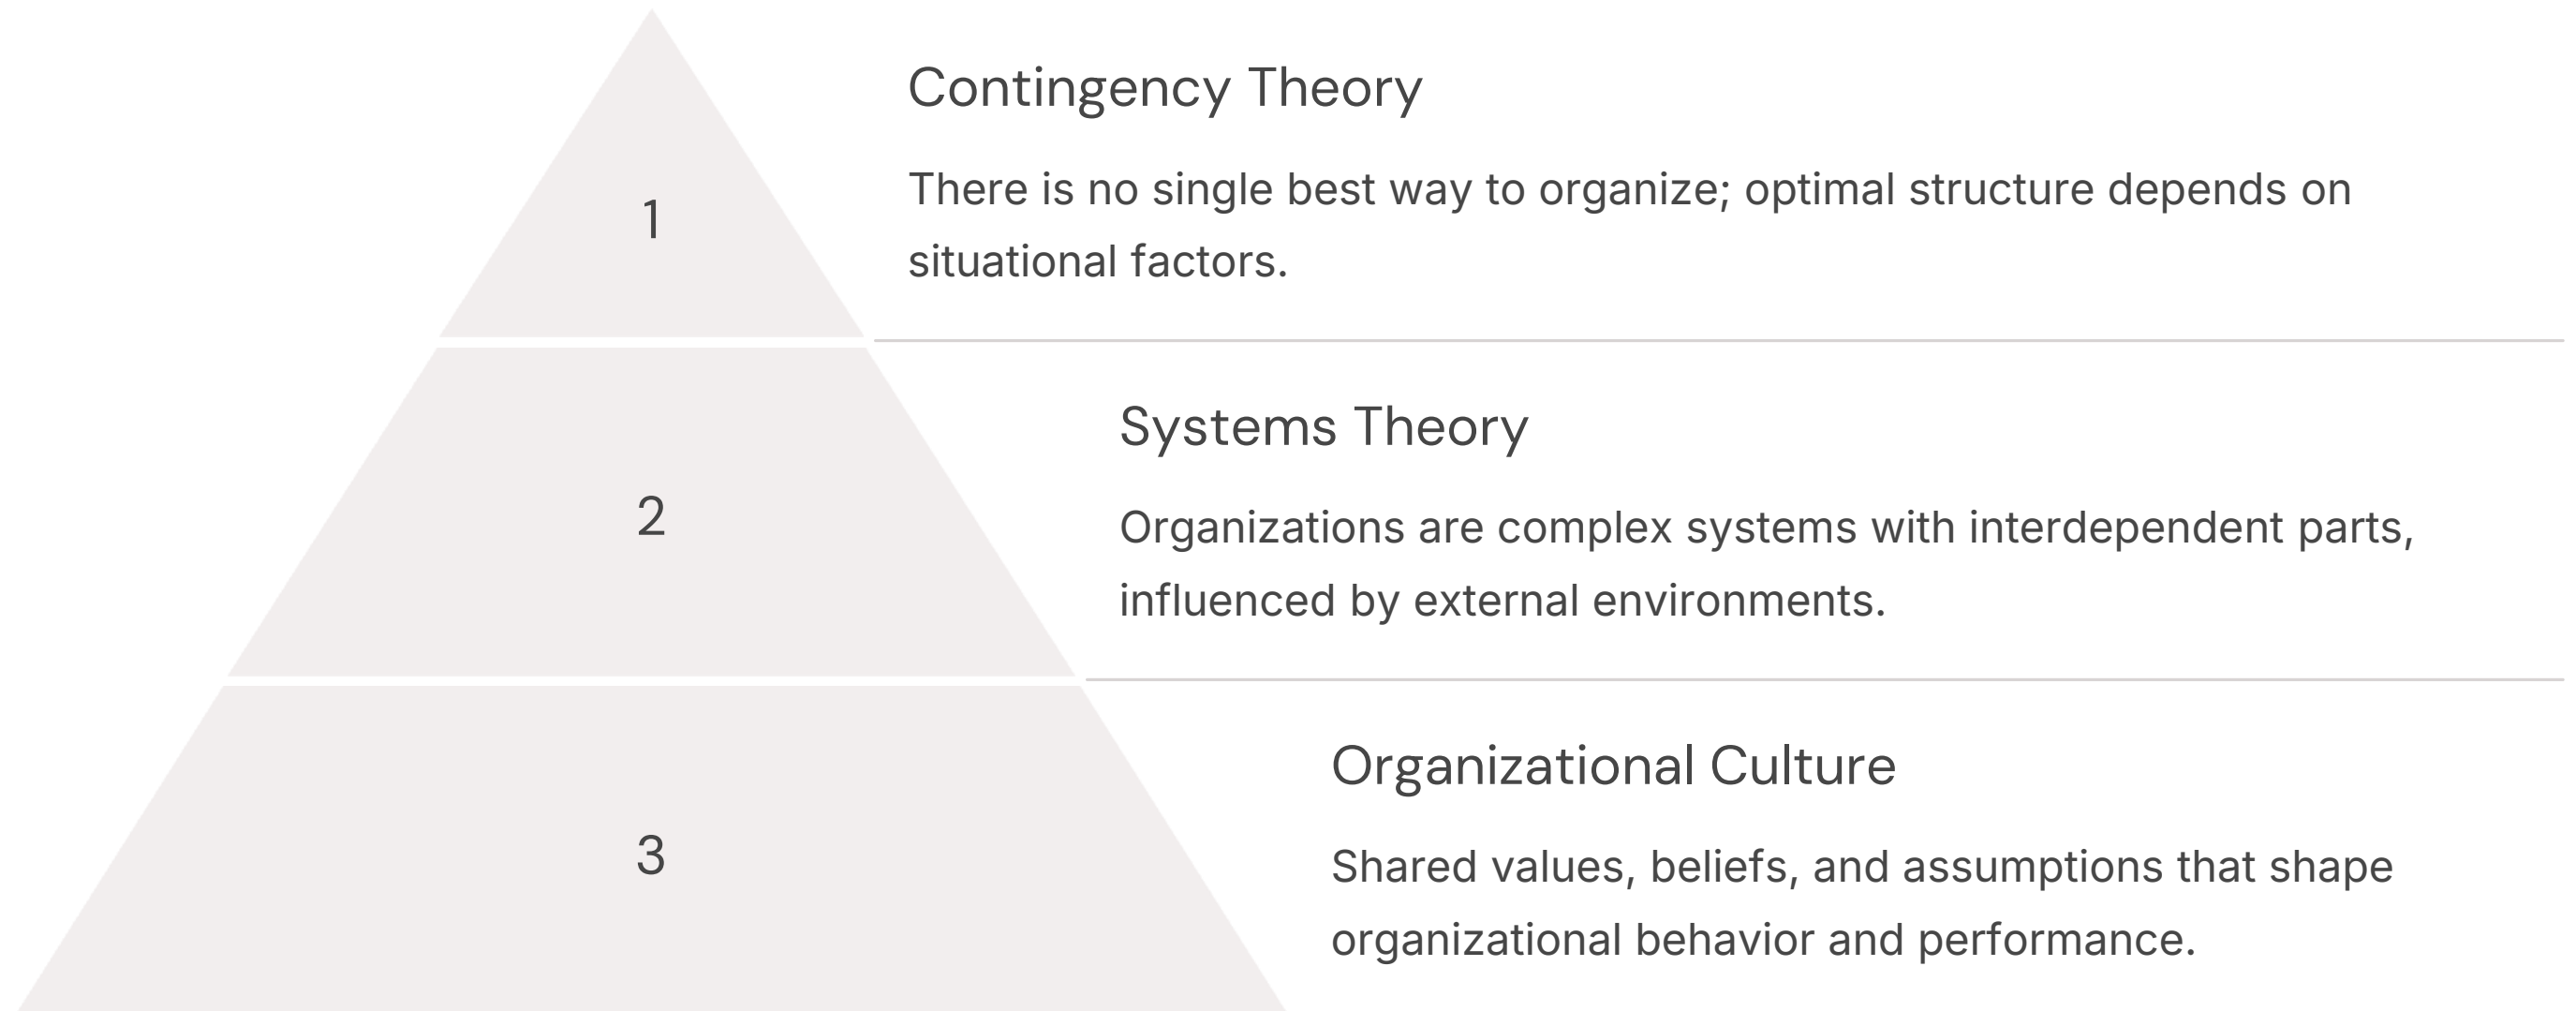 1
Contingency Theory
There is no single best way to organize; optimal structure depends on
situational factors.
2
Systems Theory
Organizations are complex systems with interdependent parts,
influenced by external environments.
3
Organizational Culture
Shared values, beliefs, and assumptions that shape
organizational behavior and performance.